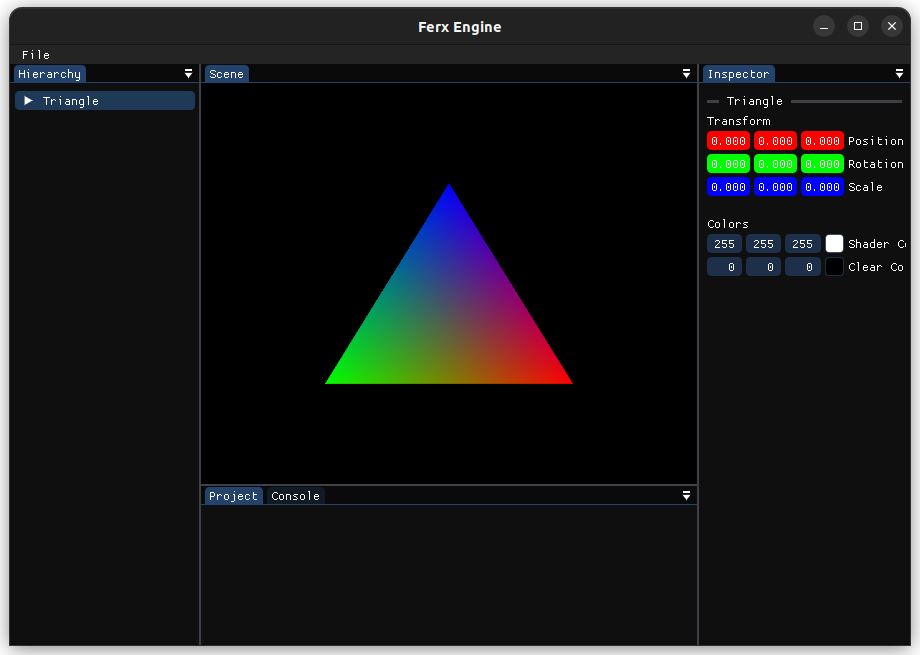 Ferx Engine
File
Hierarchy
Triangle
Scene
Project Console
Inspector
Triangle
Transform
0.000 0.000 0.000 Position
0.000 0.000 0.000 Rotation
0.000 0.000 0.000 Scale
Colors
255 255 255 Shader Co
0 0 0 Clear Co